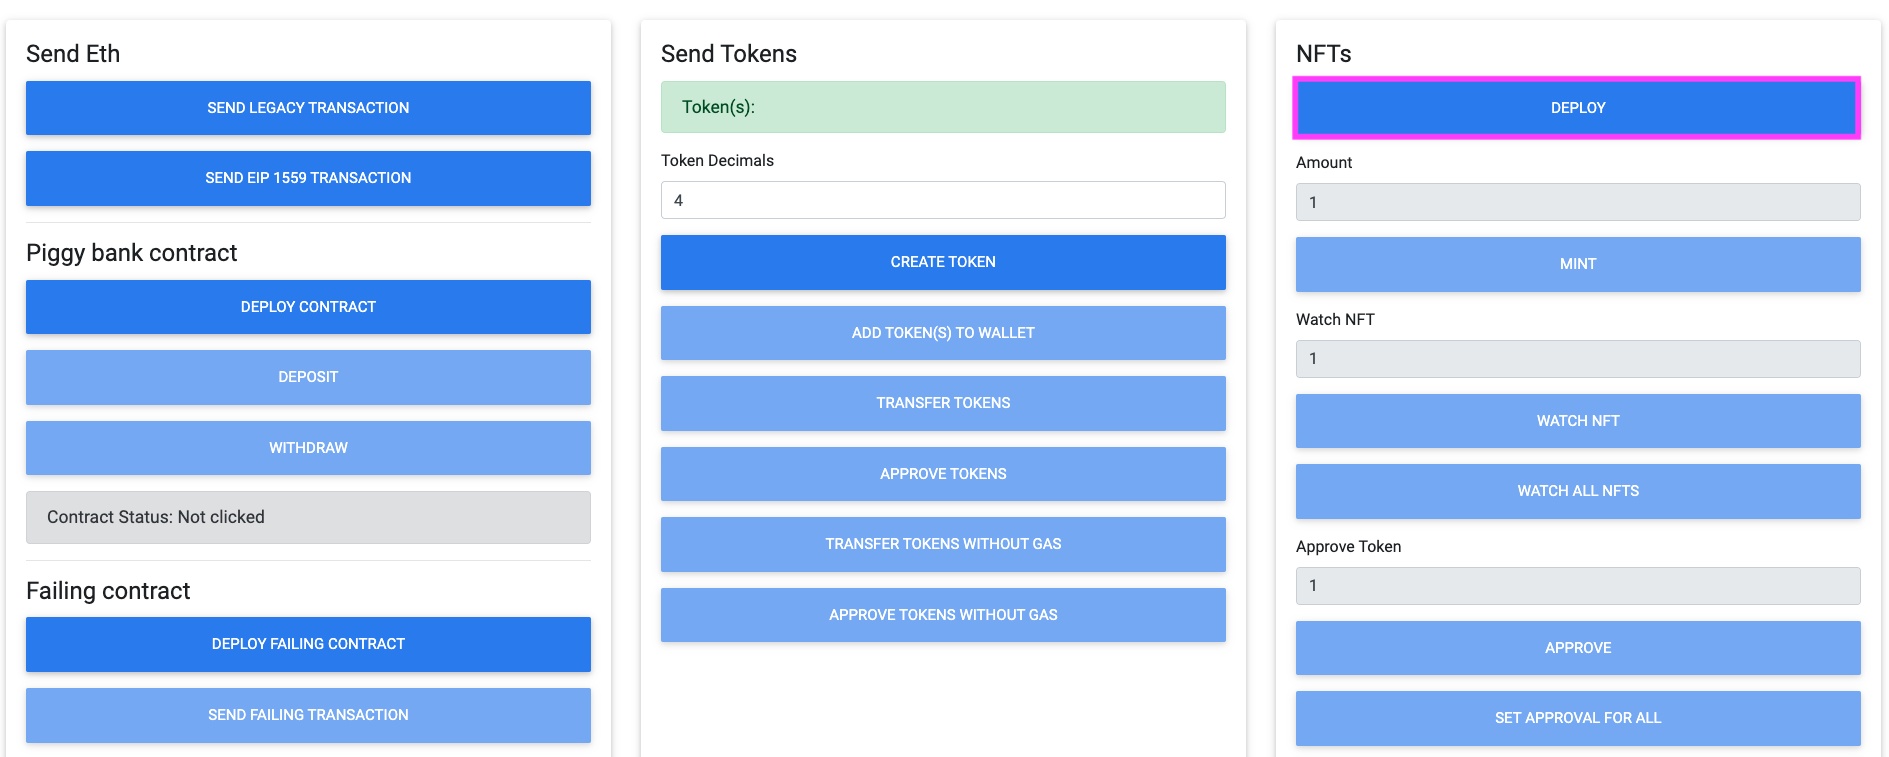 Send Eth
SEND LEGACY TRANSACTION
SEND EIP 1559 TRANSACTION
Piggy bank contract
DEPLOY CONTRACT
DEPOSIT
WITHDRAW
Contract Status: Not clicked
Failing contract
DEPLOY FAILING CONTRACT
SEND FAILING TRANSACTION
Send Tokens
Token(s):
Token Decimals
4
CREATE TOKEN
ADD TOKEN(S) TO WALLET
TRANSFER TOKENS
APPROVE TOKENS
TRANSFER TOKENS WITHOUT GAS
APPROVE TOKENS WITHOUT GAS
NFTs
DEPLOY
Amount
1
MINT
Watch NFT
1
WATCH NFT
WATCH ALL NFTS
Approve Token
1
APPROVE
SET APPROVAL FOR ALL